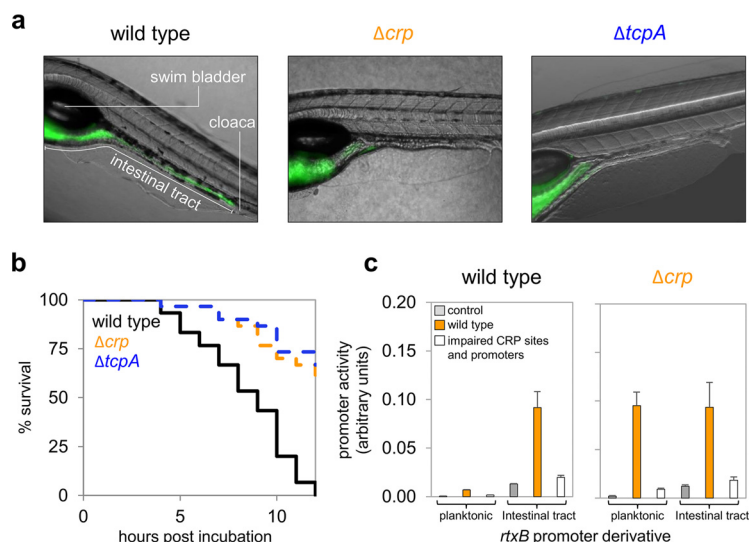 a
wild type
Δcrp
ΔtcpA
swim bladder
cloaca
intestinal tract
b
% survival
100
75
50
25
0
wild type
Δcrp
ΔtcpA
0
5
10
hours post incubation
c
wild type
Δcrp
promoter activity
(arbitrary units)
0.20
0.15
0.10
0.05
0.00
control
wild type
impaired CRP sites
and promoters
planktonic
Intestinal tract
planktonic
Intestinal tract
rtxB promoter derivative